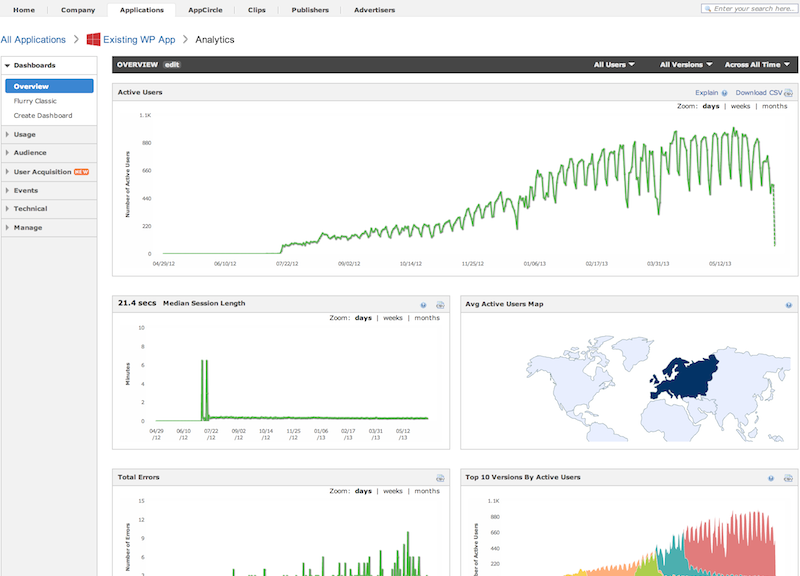 Home Company Applications AppCircle Clips Publishers Advertisers Enter your search here..
All Applications Existing WP App Analytics
Dashboards
Overview
Flurry Classic
Create Dashboard
Usage
Audience
User Acquisition NEW
Events
Technical
Manage
OVERVIEW edit All Users All Versions Across All Time
Active Users Explain Download CSV
Zoom: days | weeks | months
Number of Active Users
1.1K
880
660
440
220
0
04/29/12 06/10/12 07/22/12 09/02/12 10/14/12 11/25/12 01/06/13 02/17/13 03/31/13 05/12/13
21.4 secs Median Session Length
Zoom: days | weeks | months
Minutes
10
8
6
4
2
0
04/29 06/10 07/22 09/02 10/14 11/25 01/06 02/17 03/31 05/12
/12 /12 /12 /12 /12 /12 /13 /13 /13 /13
Avg Active Users Map
Total Errors
Zoom: days | weeks | months
Number of Errors
15
12
9
6
3
Top 10 Versions By Active Users
Number of Active Users
1.1K
880
660
440
220